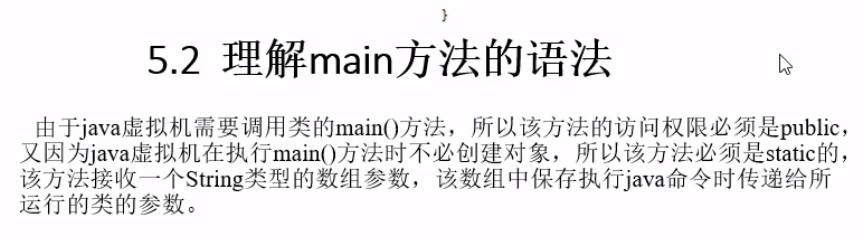 }
5.2 理解main方法的语法
由于java虚拟机需要调用类的main()方法，所以该方法的访问权限必须是public，
又因为java虚拟机在执行main()方法时不必创建对象，所以该方法必须是static的，
该方法接收一个String类型的数组参数，该数组中保存执行java命令时传递给所
运行的类的参数。